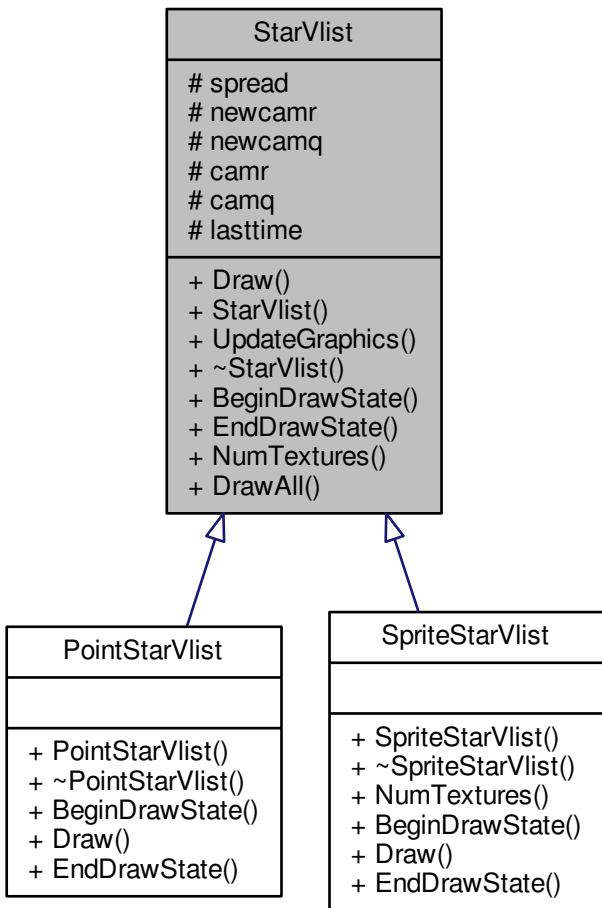 StarVlist
# spread
# newcamr
# newcamq
# camr
# camq
# lasttime
+ Draw()
+ StarVlist()
+ UpdateGraphics()
+ ~StarVlist()
+ BeginDrawState()
+ EndDrawState()
+ NumTextures()
+ DrawAll()
PointStarVlist
+ PointStarVlist()
+ ~PointStarVlist()
+ BeginDrawState()
+ Draw()
+ EndDrawState()
SpriteStarVlist
+ SpriteStarVlist()
+ ~SpriteStarVlist()
+ NumTextures()
+ BeginDrawState()
+ Draw()
+ EndDrawState()